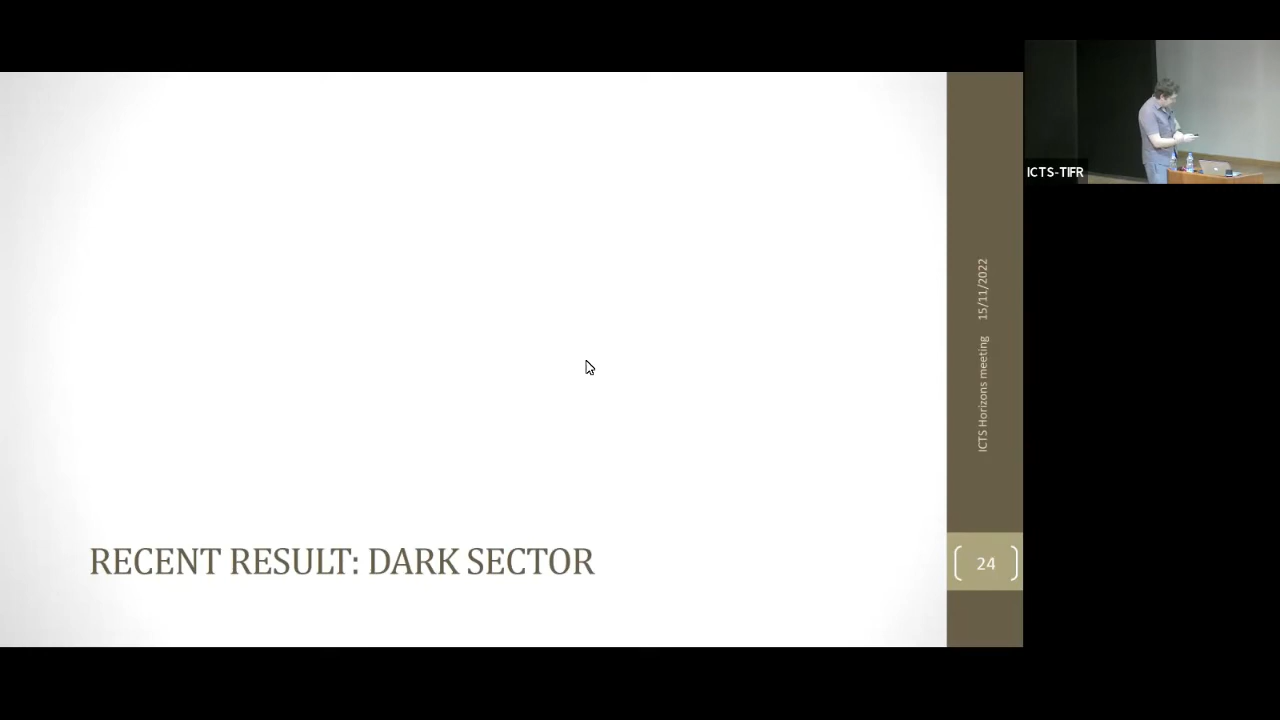 RECENT RESULT: DARK SECTOR
ICTS Horizons meeting 15/11/2022
24
ICTS-TIFR